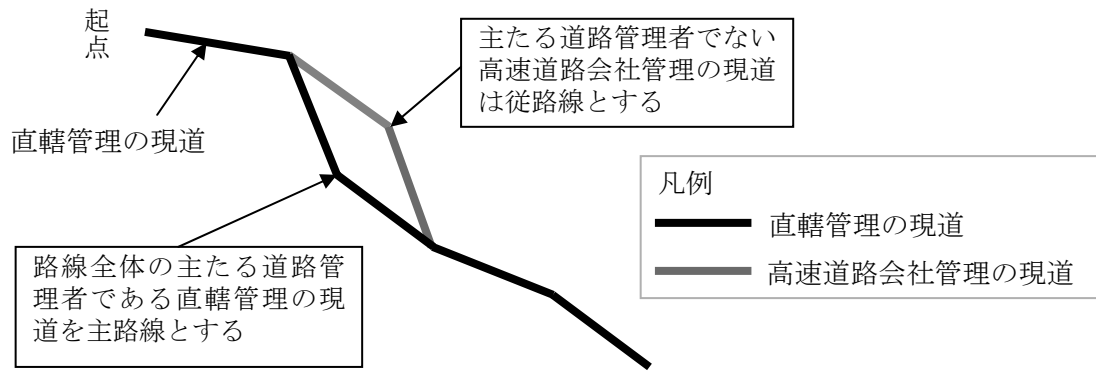 起点
主たる道路管理者でない
高速道路会社管理の現道
は従路線とする
直轄管理の現道
凡例
直轄管理の現道
高速道路会社管理の現道
路線全体の主たる道路管
理者である直轄管理の現
道を主路線とする